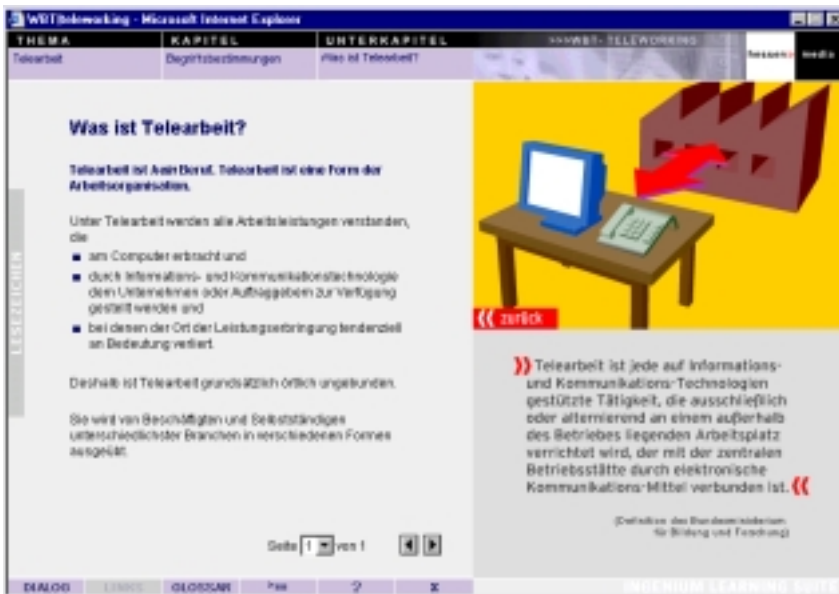 WBT|teleworking - Microsoft Internet Explorer
THEMA KAPITEL UNTERKAPITEL >>>WBT- TELEWORKING
Telearbeit Begriffsbestimmungen Was ist Telearbeit?
hessen> media
Was ist Telearbeit?
Telearbeit ist kein Beruf. Telearbeit ist eine Form der
Arbeitsorganisation.
Unter Telearbeit werden alle Arbeitsleistungen verstanden,
die
am Computer erbracht und
durch Informations- und Kommunikationstechnologie
dem Unternehmen oder Auftraggebern zur Verfügung
gestellt werden und
bei denen der Ort der Leistungserbringung tendenziell
an Bedeutung verliert.
Deshalb ist Telearbeit grundsätzlich örtlich ungebunden.
Sie wird von Beschäftigten und Selbstständigen
unterschiedlichster Branchen in verschiedenen Formen
ausgeübt.
LESEZEICHEN
Seite 1 von 1
« zurück
» Telearbeit ist jede auf Informations-
und Kommunikations-Technologien
gestützte Tätigkeit, die ausschließlich
oder alternierend an einem außerhalb
des Betriebes liegenden Arbeitsplatz
verrichtet wird, der mit der zentralen
Betriebsstätte durch elektronische
Kommunikations-Mittel verbunden ist. «
(Definition des Bundesministerium
für Bildung und Forschung)
DIALOG LINKS GLOSSAR ? X
INGENIUM LEARNING SUITE